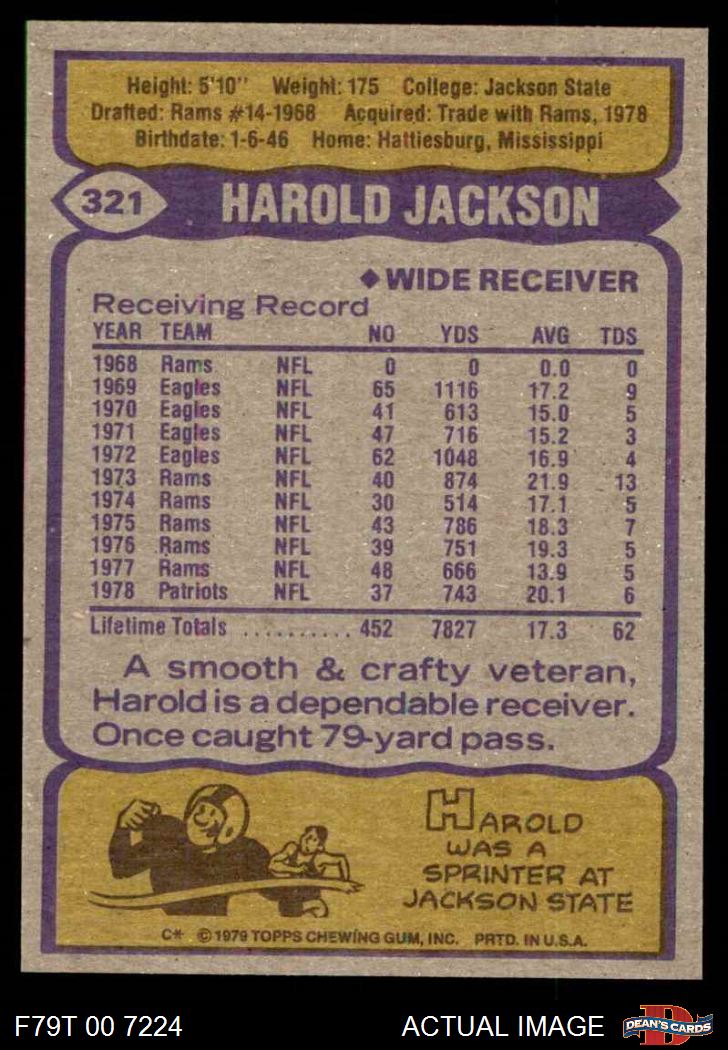 Height: 5'10" Weight: 175 College: Jackson State
Drafted: Rams #14-1968 Acquired: Trade with Rams, 1978
Birthdate: 1-6-46 Home: Hattiesburg, Mississippi
321 HAROLD JACKSON
◆WIDE RECEIVER
Receiving Record
YEAR TEAM NO YDS AVG TDS
1968 Rams NFL 0 0 0.0 0
1969 Eagles NFL 65 1116 17.2 9
1970 Eagles NFL 41 613 15.0 5
1971 Eagles NFL 47 716 15.2 3
1972 Eagles NFL 62 1048 16.9 4
1973 Rams NFL 40 874 21.9 13
1974 Rams NFL 30 514 17.1 5
1975 Rams NFL 43 786 18.3 7
1976 Rams NFL 39 751 19.3 5
1977 Rams NFL 48 666 13.9 5
1978 Patriots NFL 37 743 20.1 6
Lifetime Totals .......... 452 7827 17.3 62
A smooth & crafty veteran,
Harold is a dependable receiver.
Once caught 79-yard pass.
HAROLD
WAS A
SPRINTER AT
JACKSON STATE
C* ©1979 TOPPS CHEWING GUM, INC. PRTD. IN U.S.A.
F79T 00 7224 ACTUAL IMAGE D DEAN'S CARDS